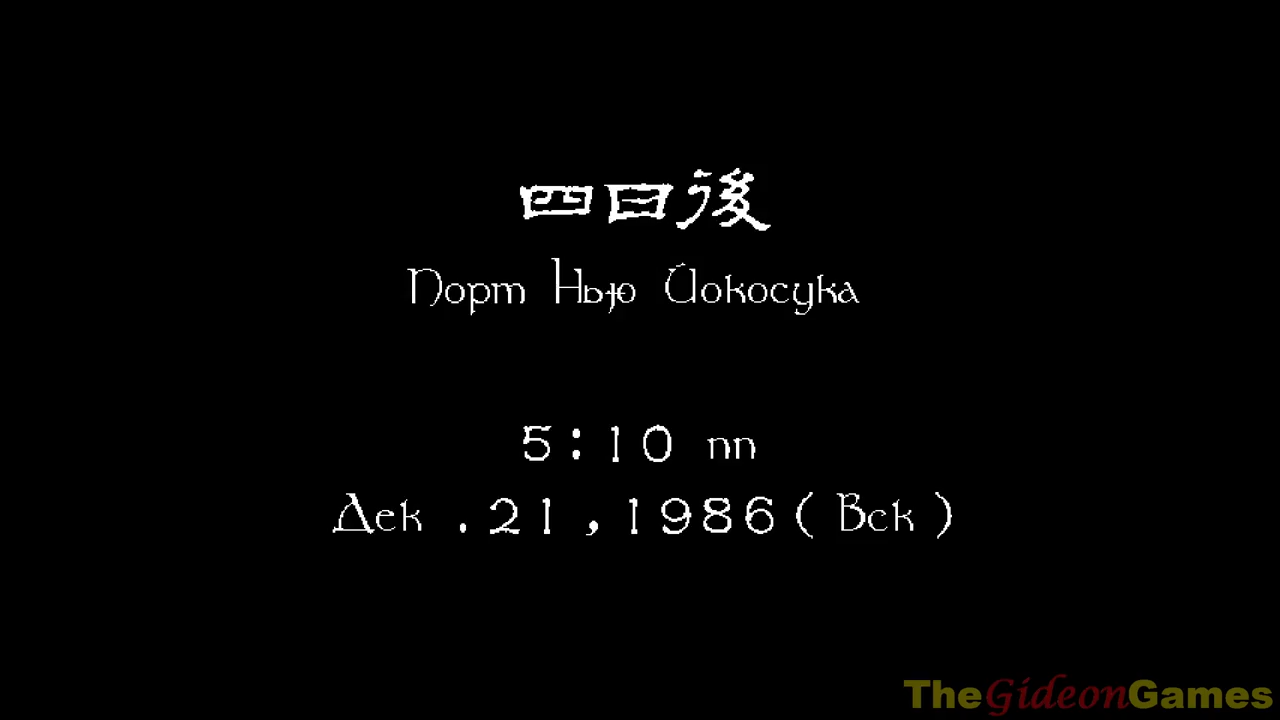 四日後
Порт Нью Йокосука
5:10 пп
Дек .21,1986( Вск )
TheGideonGames